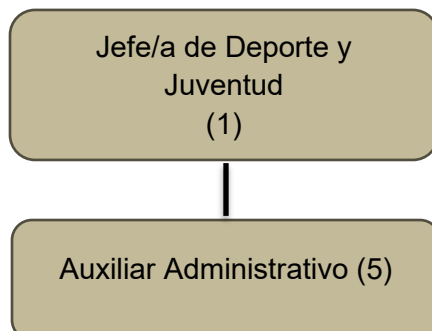 Jefe/a de Deporte y
Juventud
(1)
Auxiliar Administrativo (5)